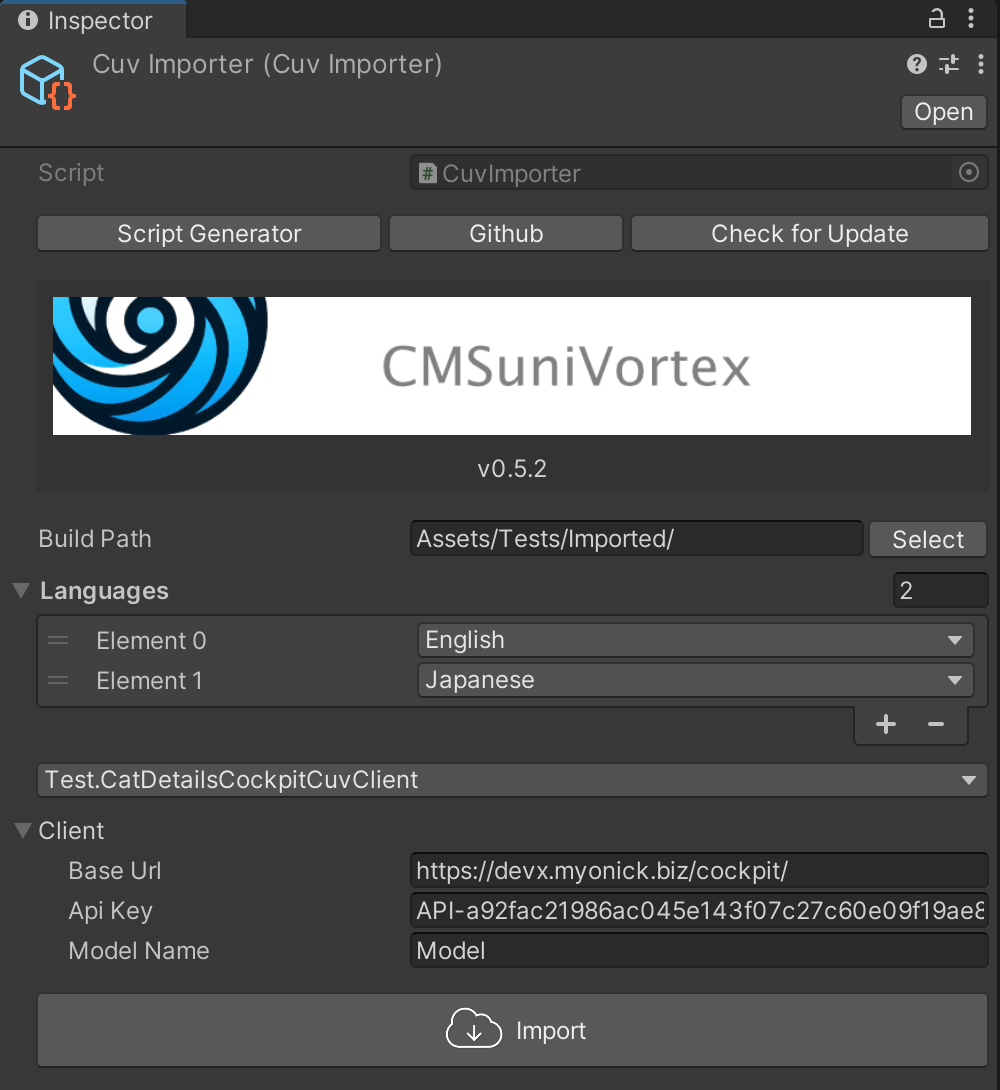 Inspector
Cuv Importer (Cuv Importer)
Open
Script
# CuvImporter
Script Generator
Github
Check for Update
CMSuniVortex
v0.5.2
Build Path
Assets/Tests/Imported/
Select
Languages
2
Element 0
English
Element 1
Japanese
Test.CatDetailsCockpitCuvClient
Client
Base Url
https://devx.myonick.biz/cockpit/
Api Key
API-a92fac21986ac045e143f07c27c60e09f19ae8
Model Name
Model
Import